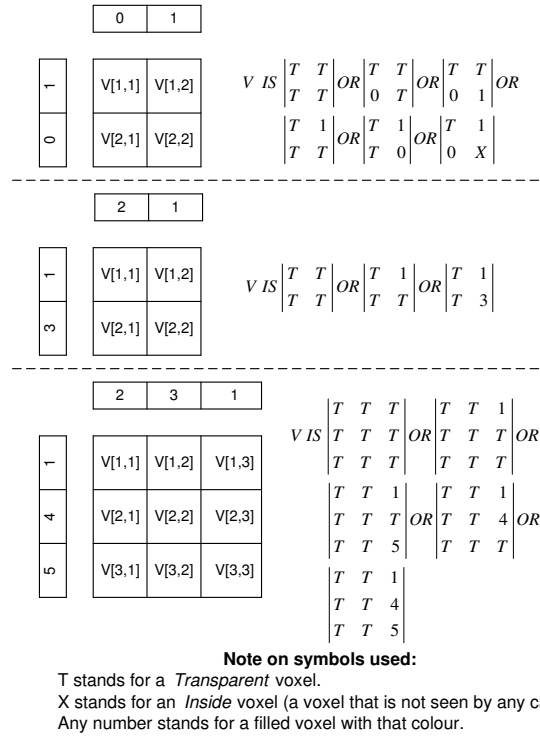 0 1
1 V[1,1] V[1,2]
0 V[2,1] V[2,2]
V IS |T T| OR |T T| OR |T T| OR
|T T| |0 T| |0 1|
|T 1| OR |T 1| OR |T 1|
|T T| |T 0| |0 X|
2 1
1 V[1,1] V[1,2]
3 V[2,1] V[2,2]
V IS |T T| OR |T 1| OR |T 1|
|T T| |T T| |T 3|
2 3 1
1 V[1,1] V[1,2] V[1,3]
4 V[2,1] V[2,2] V[2,3]
5 V[3,1] V[3,2] V[3,3]
|T T T| |T T 1|
V IS |T T T| OR |T T T| OR
|T T T| |T T T|
|T T 1| |T T 1|
|T T T| OR |T T 4| OR
|T T 5| |T T T|
|T T 1|
|T T 4|
|T T 5|
Note on symbols used:
T stands for a Transparent voxel.
X stands for an Inside voxel (a voxel that is not seen by any
Any number stands for a filled voxel with that colour.